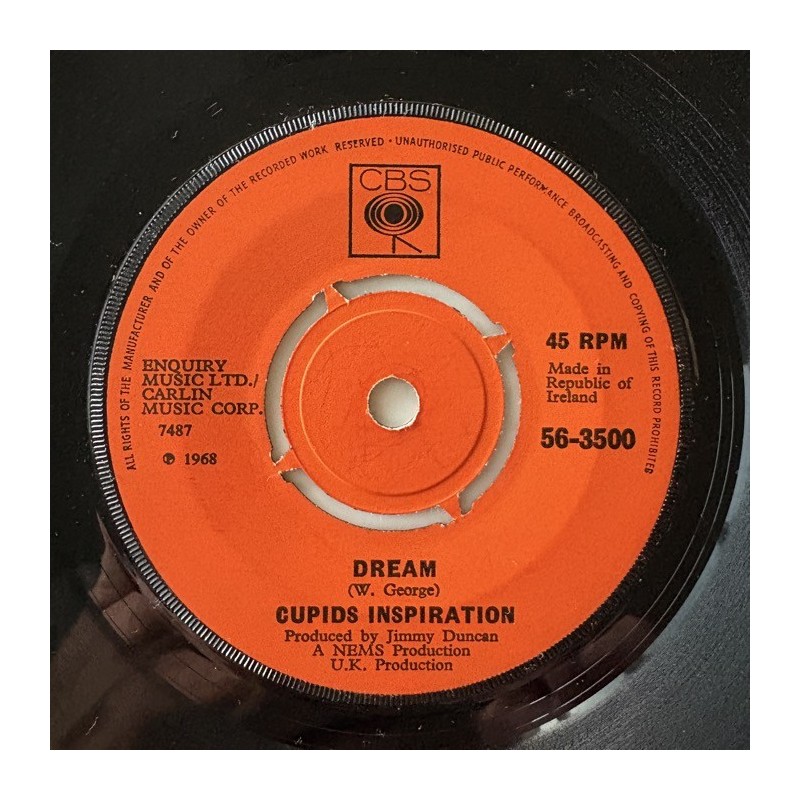 ALL RIGHTS OF THE MANUFACTURER AND OF THE OWNER OF THE RECORDED WORK RESERVED · UNAUTHORISED PUBLIC PERFORMANCE BROADCASTING AND COPYING OF THIS RECORD PROHIBITED
CBS
45 RPM
Made in
Republic of
Ireland
56-3500
ENQUIRY
MUSIC LTD./
CARLIN
MUSIC CORP.
7487
℗ 1968
DREAM
(W. George)
CUPIDS INSPIRATION
Produced by Jimmy Duncan
A NEMS Production
U.K. Production